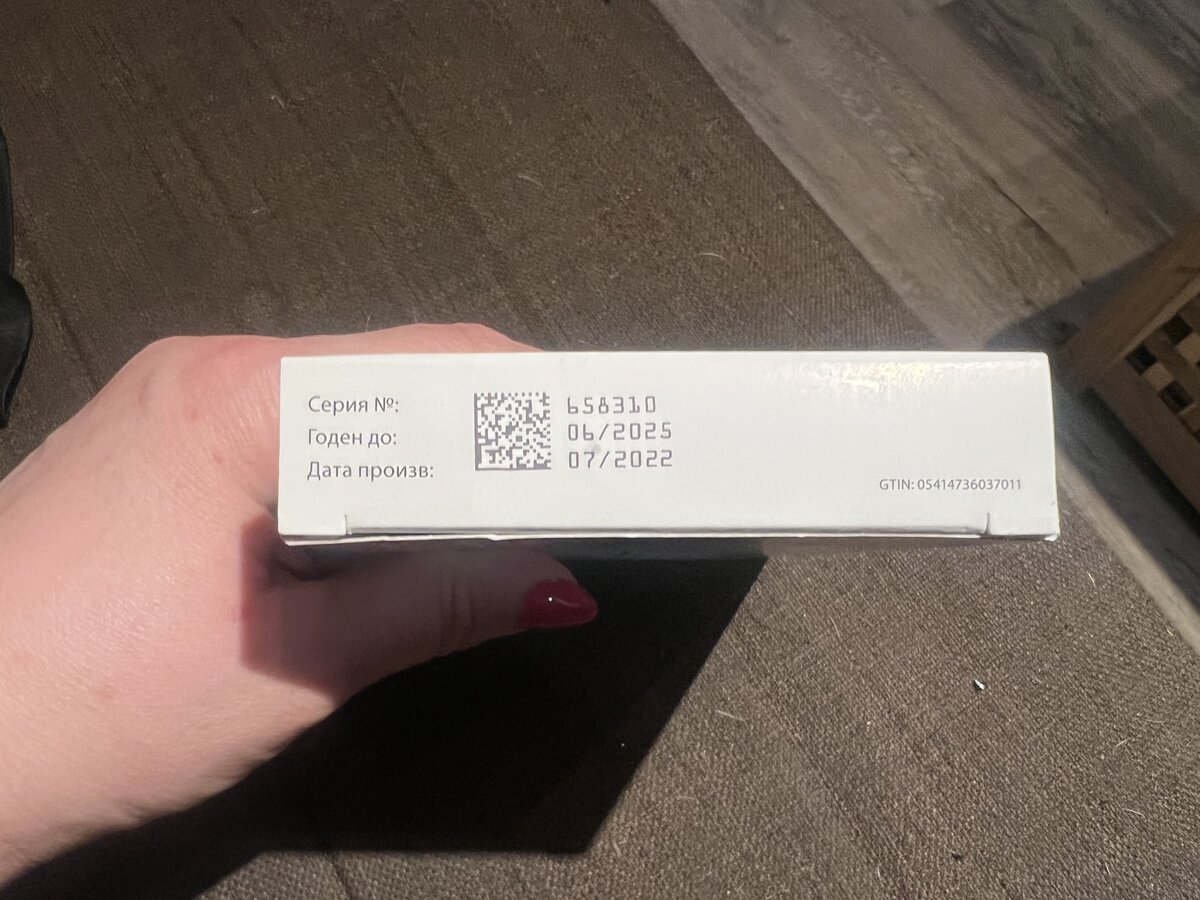 Серия №: 658310
Годен до: 06/2025
Дата произв: 07/2022
GTIN: 05414736037011